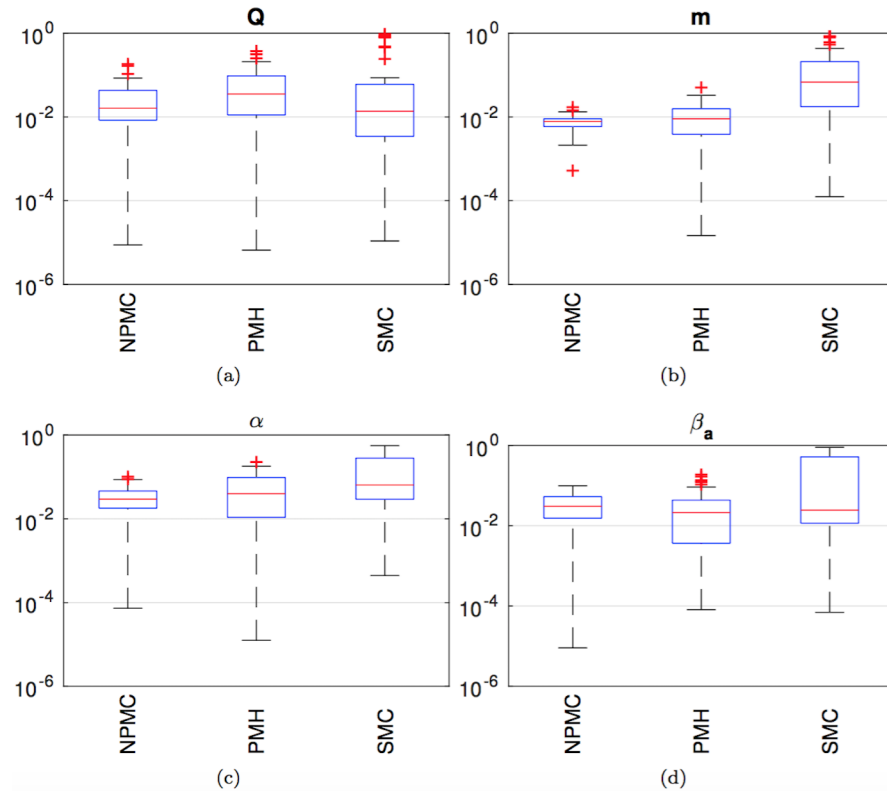 Q
10^0
10^-2
10^-4
10^-6
NPMC
PMH
SMC
(a)
m
10^0
10^-2
10^-4
10^-6
NPMC
PMH
SMC
(b)
α
10^0
10^-2
10^-4
10^-6
NPMC
PMH
SMC
(c)
β_a
10^0
10^-2
10^-4
10^-6
NPMC
PMH
SMC
(d)